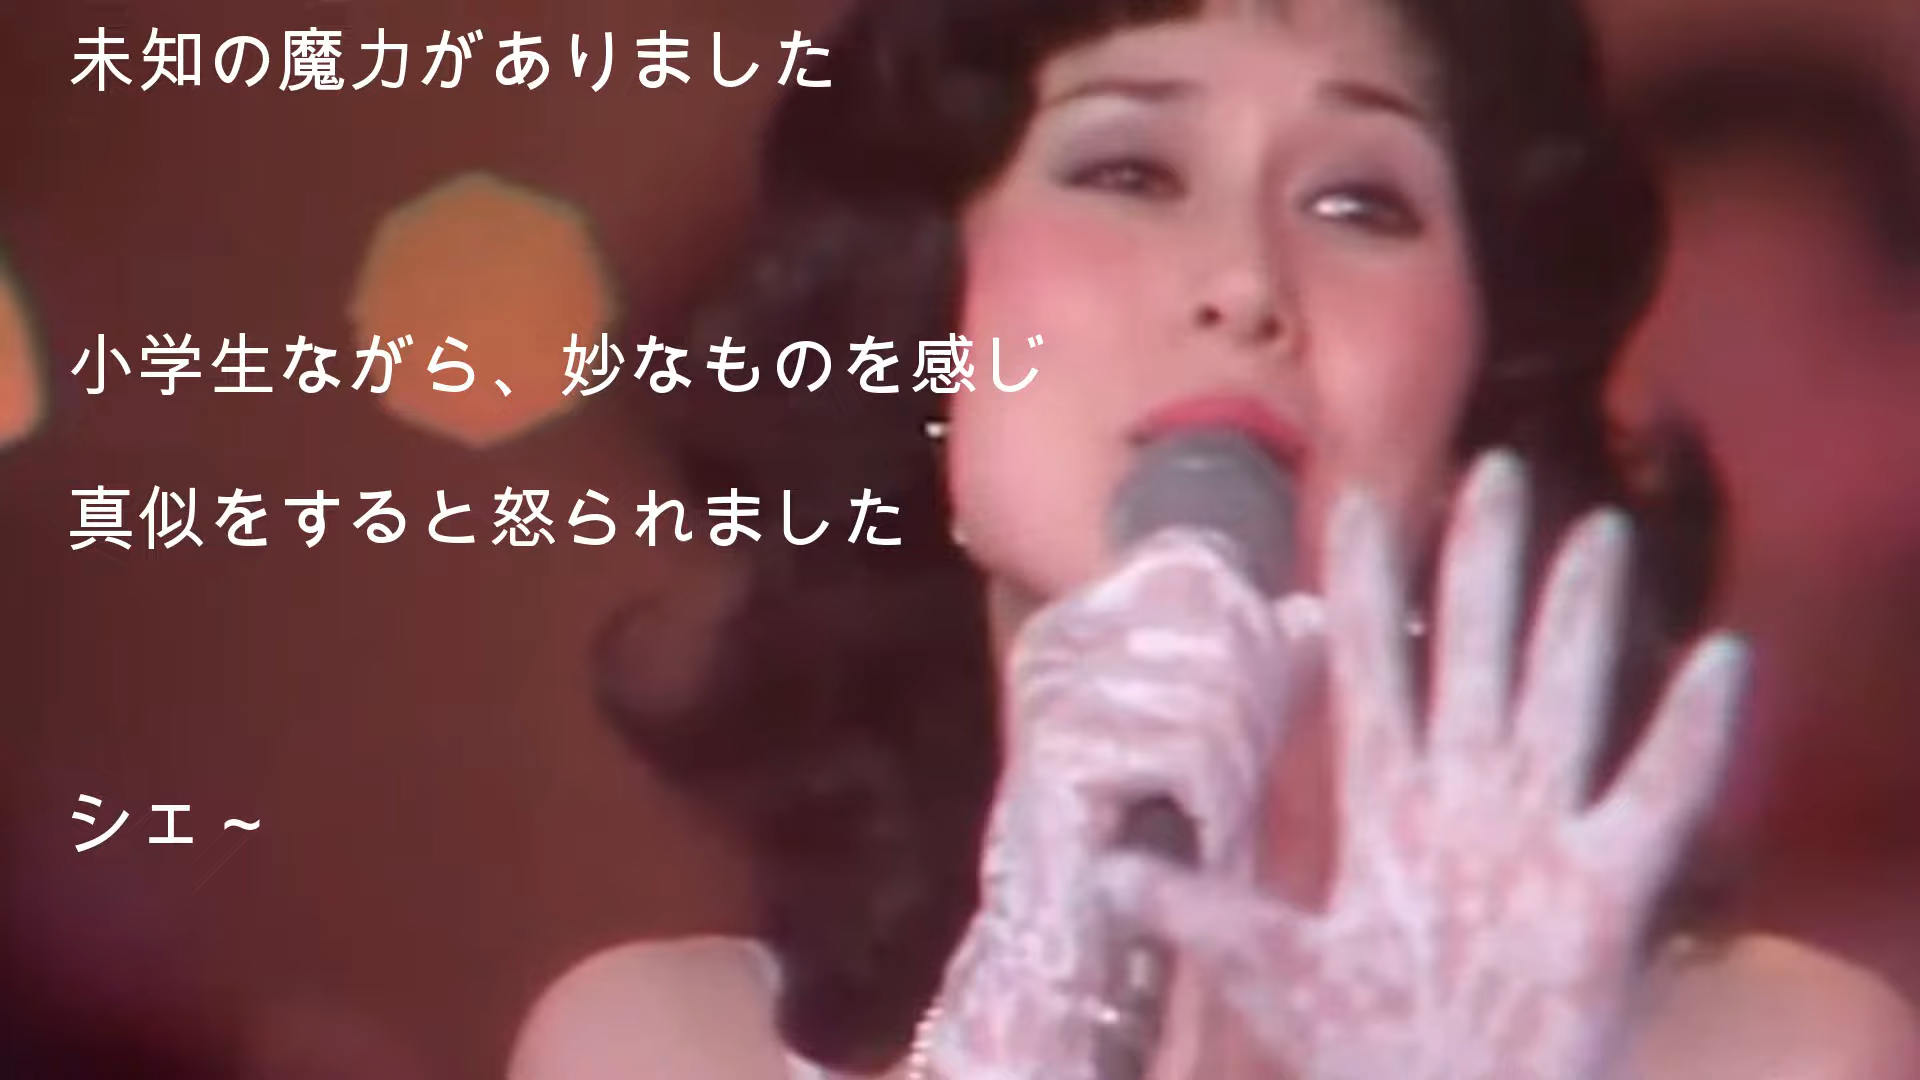 未知の魔力がありました
小学生ながら、妙なものを感じ
真似をすると怒られました
シェ ~